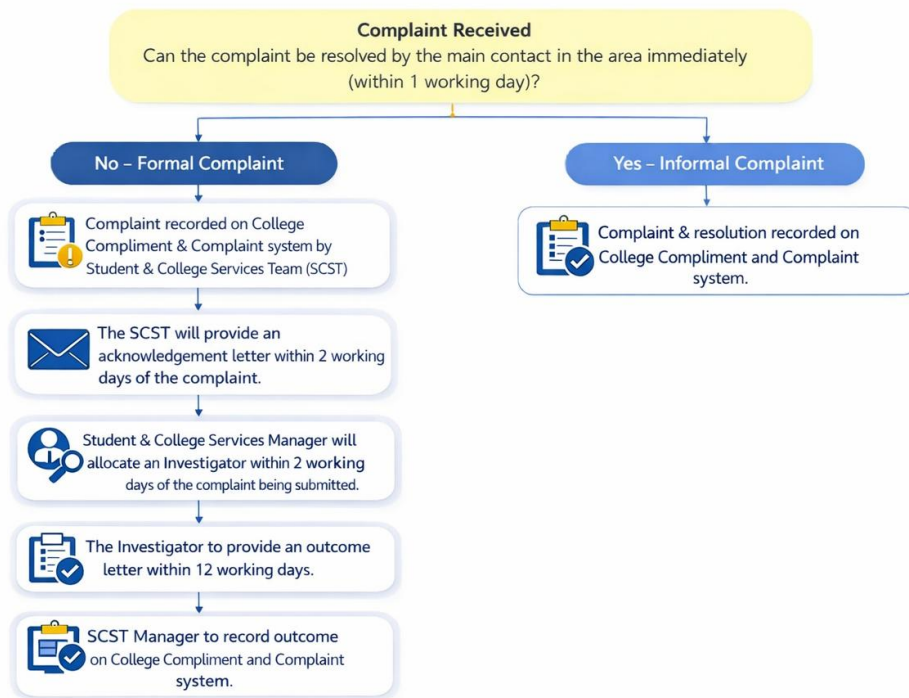 Complaint Received
Can the complaint be resolved by the main contact in the area immediately
(within 1 working day)?
No – Formal Complaint
Yes – Informal Complaint
Complaint recorded on College
Compliment & Complaint system by
Student & College Services Team (SCST)
Complaint & resolution recorded on
College Compliment and Complaint
system.
The SCST will provide an
acknowledgement letter within 2 working
days of the complaint.
Student & College Services Manager will
allocate an Investigator within 2 working
days of the complaint being submitted.
The Investigator to provide an outcome
letter within 12 working days.
SCST Manager to record outcome
on College Compliment and Complaint
system.